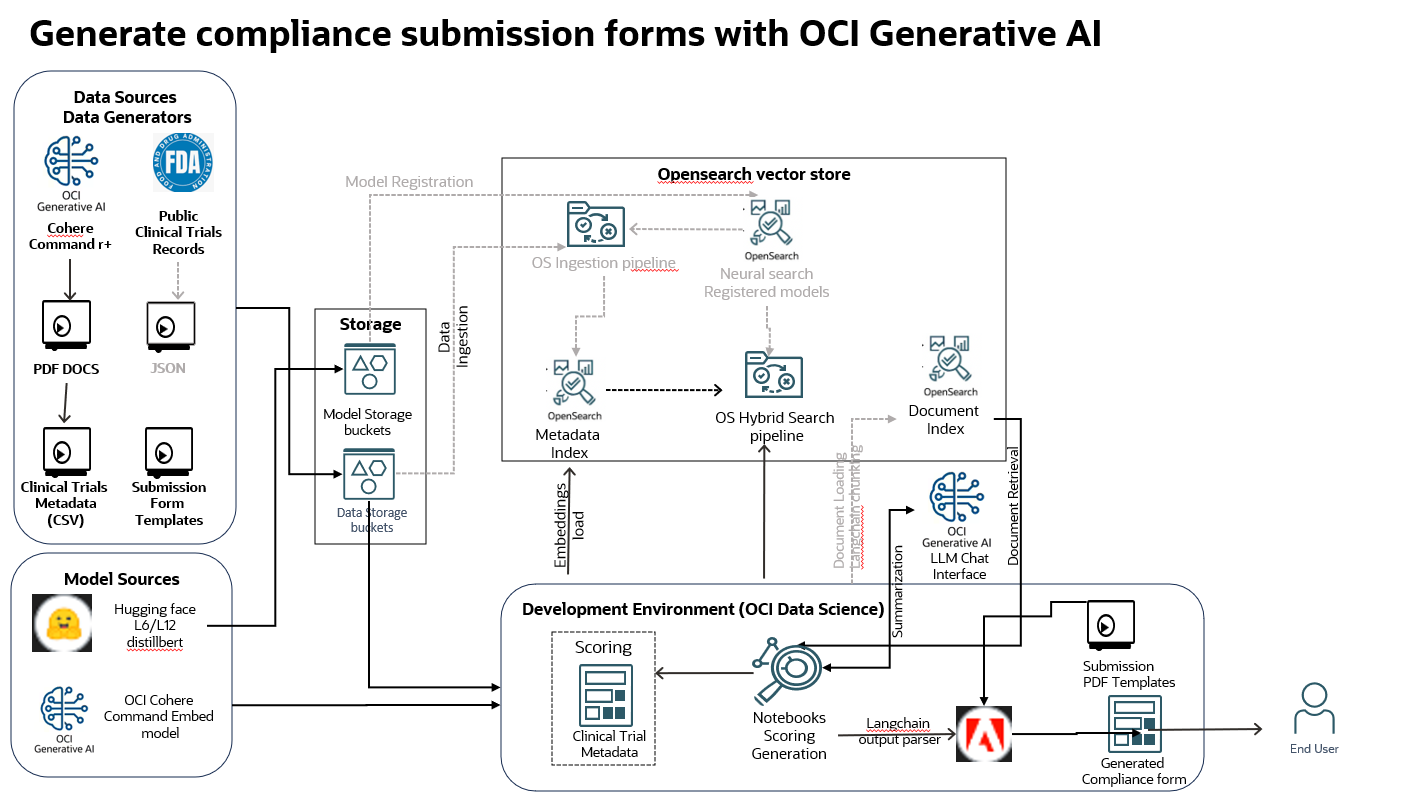 Generate compliance submission forms with OCI Generative AI
Data Sources
Data Generators
OCI
Generative AI
Cohere
Command r+
FOOD AND DRUG ADMINISTRATION
FDA
Public
Clinical Trials
Records
PDF DOCS
JSON
Clinical Trials
Metadata
(CSV)
Submission
Form
Templates
Model Sources
Hugging face
L6/L12
distillbert
OCI
Generative AI
OCI Cohere
Command Embed
model
Storage
Model Storage
buckets
Data Storage
buckets
Model Registration
Data
Ingestion
Opensearch vector store
OS Ingestion pipeline
OpenSearch
Neural search
Registered models
OpenSearch
Metadata
Index
OS Hybrid Search
pipeline
OpenSearch
Document
Index
Embeddings
load
Document Loading
Langchain chunking
Summarization
OCI
Generative AI
LLM Chat
Interface
Document Retrieval
Development Environment (OCI Data Science)
Scoring
Clinical Trial
Metadata
Notebooks
Scoring
Generation
Langchain
output parser
Submission
PDF Templates
Generated
Compliance form
End User